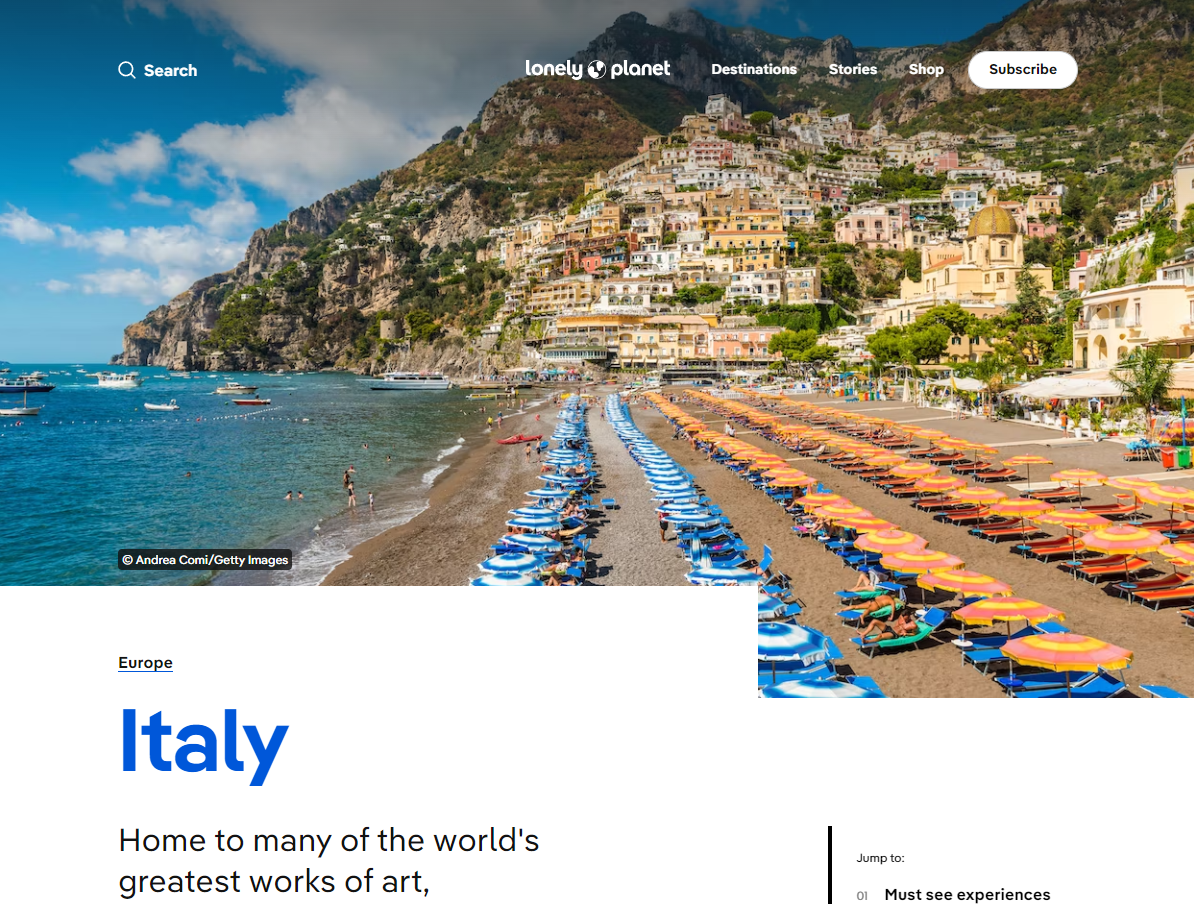 Search
lonely planet
Destinations
Stories
Shop
Subscribe
© Andrea Comi/Getty Images
Europe
Italy
Home to many of the world's
greatest works of art,
Jump to:
01 Must see experiences